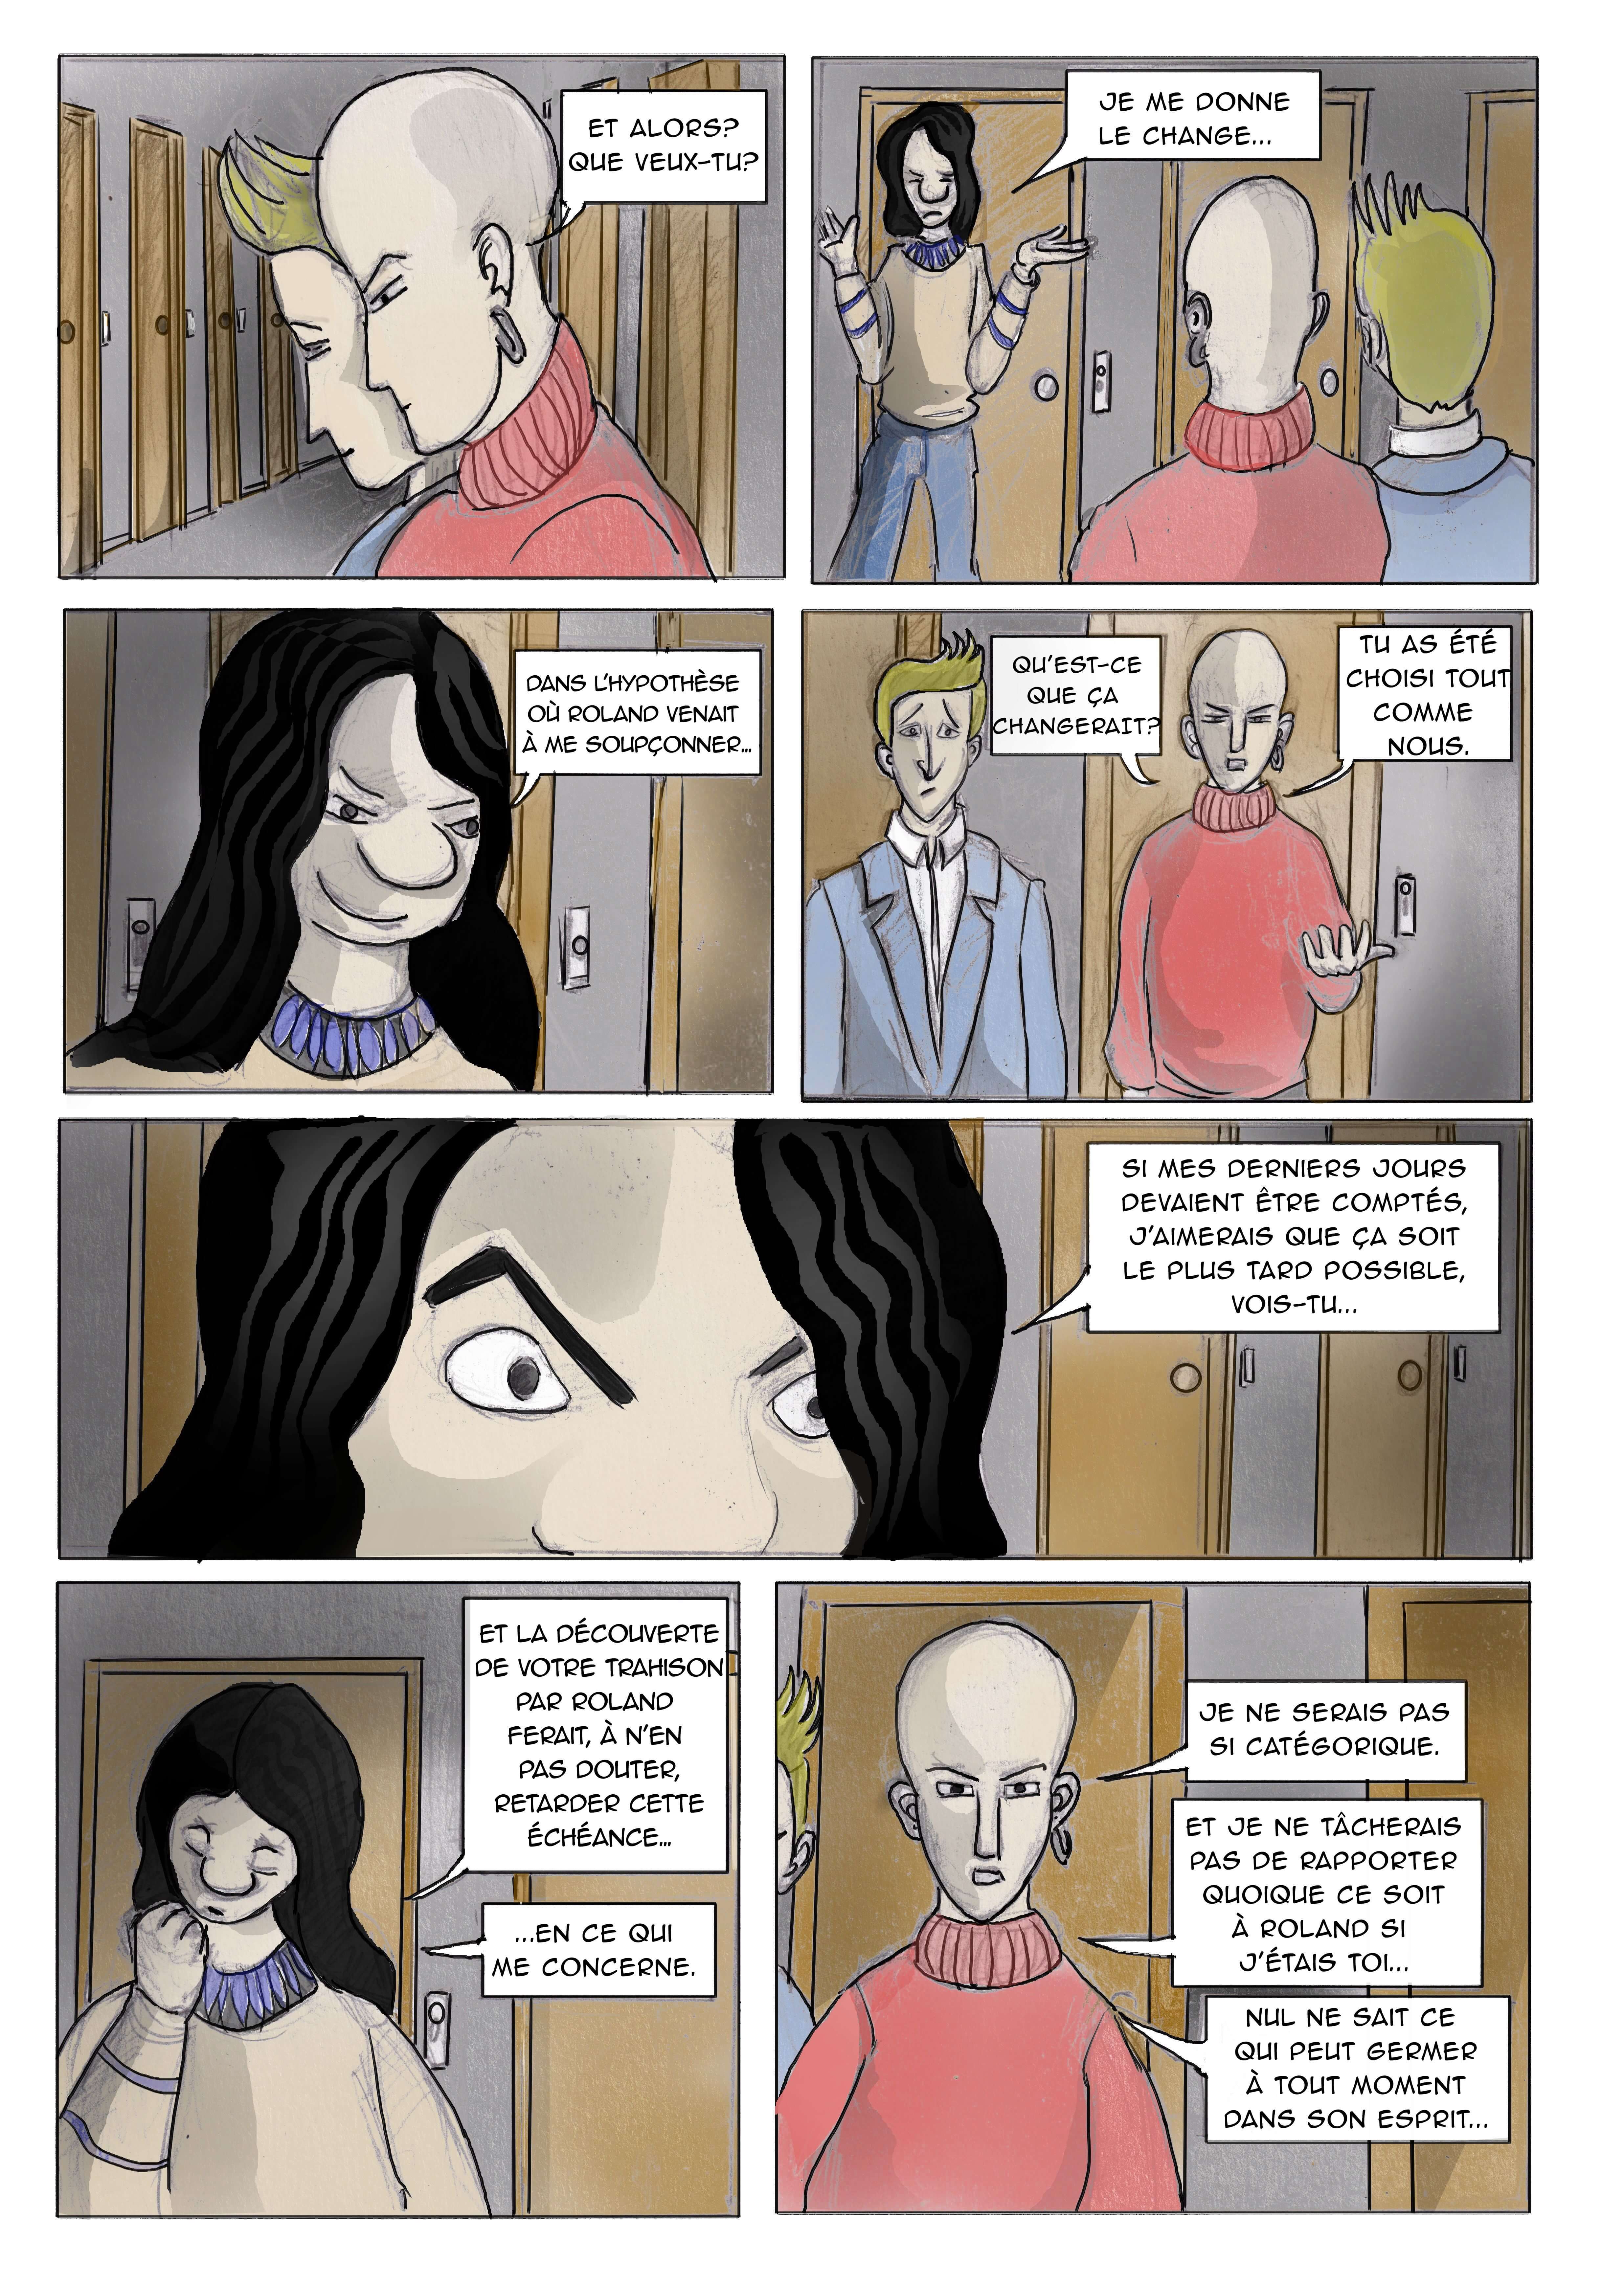 ET ALORS?
QUE VEUX-TU?
JE ME DONNE
LE CHANGE...
DANS L'HYPOTHÈSE
OÙ ROLAND VENAIT
À ME SOUPÇONNER...
QU'EST-CE
QUE ÇA
CHANGERAIT?
TU AS ÉTÉ
CHOISI TOUT
COMME
NOUS.
SI MES DERNIERS JOURS
DEVAIENT ÊTRE COMPTÉS,
J'AIMERAIS QUE ÇA SOIT
LE PLUS TARD POSSIBLE,
VOIS-TU...
ET LA DÉCOUVERTE
DE VOTRE TRAHISON
PAR ROLAND
FERAIT, À N'EN
PAS DOUTER,
RETARDER CETTE
ÉCHÉANCE...
...EN CE QUI
ME CONCERNE.
JE NE SERAIS PAS
SI CATÉGORIQUE.
ET JE NE TÂCHERAIS
PAS DE RAPPORTER
QUOIQUE CE SOIT
À ROLAND SI
J'ÉTAIS TOI...
NUL NE SAIT CE
QUI PEUT GERMER
À TOUT MOMENT
DANS SON ESPRIT...